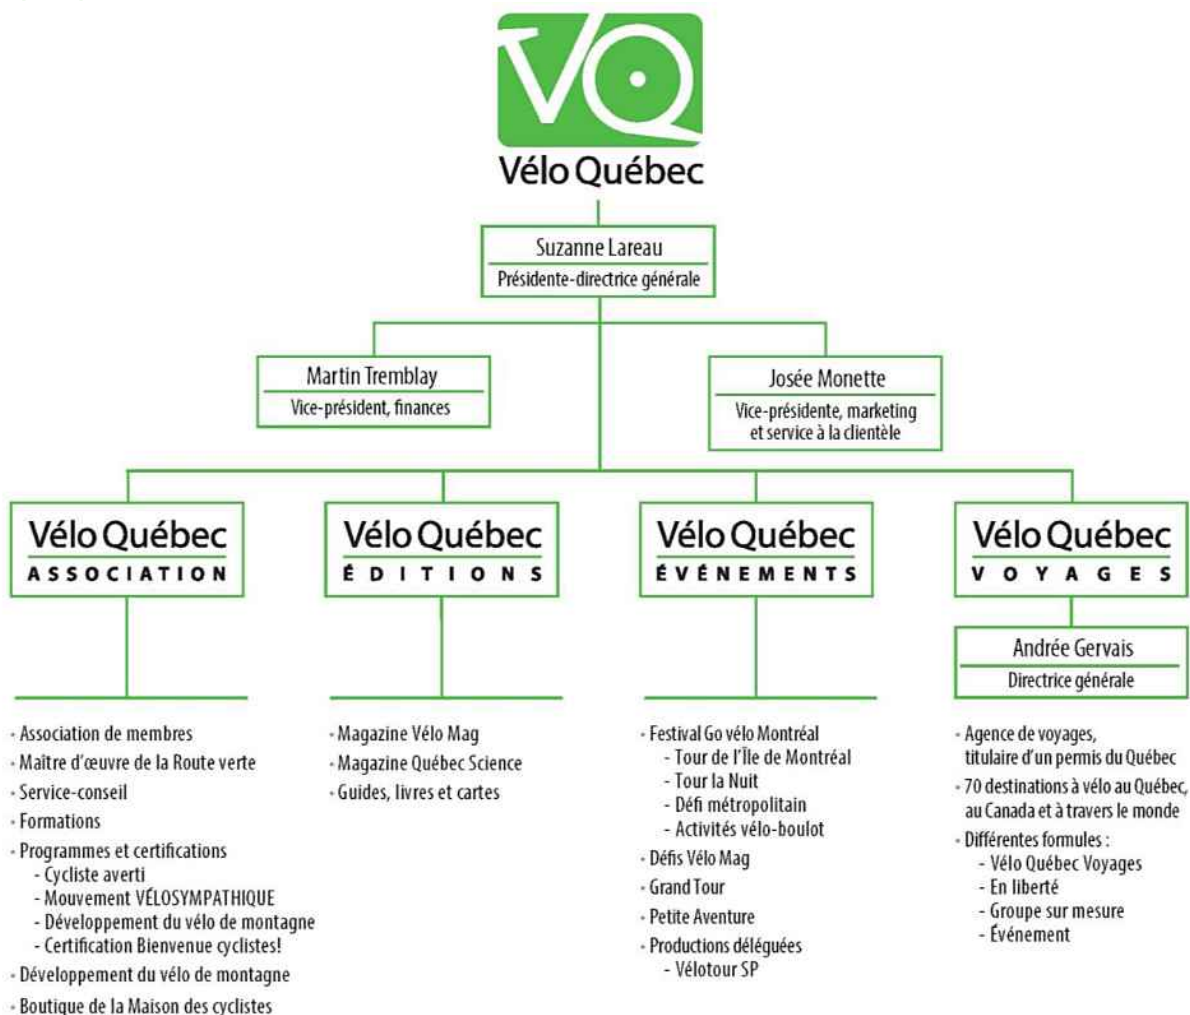 VQ
Vélo Québec
Suzanne Lareau
Présidente-directrice générale
Martin Tremblay
Vice-président, finances
Josée Monette
Vice-présidente, marketing
et service à la clientèle
Vélo Québec
ASSOCIATION
Vélo Québec
ÉDITIONS
Vélo Québec
ÉVÉNEMENTS
Vélo Québec
VOYAGES
Andrée Gervais
Directrice générale
• Association de membres
• Maître d'œuvre de la Route verte
• Service-conseil
• Formations
• Programmes et certifications
- Cycliste averti
- Mouvement VÉLOSYMPATHIQUE
- Développement du vélo de montagne
- Certification Bienvenue cyclistes!
• Développement du vélo de montagne
• Boutique de la Maison des cyclistes
• Magazine Vélo Mag
• Magazine Québec Science
• Guides, livres et cartes
• Festival Go vélo Montréal
- Tour de l'Île de Montréal
- Tour la Nuit
- Défi métropolitain
- Activités vélo-boulot
• Défis Vélo Mag
• Grand Tour
• Petite Aventure
• Productions déléguées
- Vélotour SP
• Agence de voyages,
titulaire d'un permis du Québec
• 70 destinations à vélo au Québec,
au Canada et à travers le monde
• Différentes formules :
- Vélo Québec Voyages
- En liberté
- Groupe sur mesure
- Événement